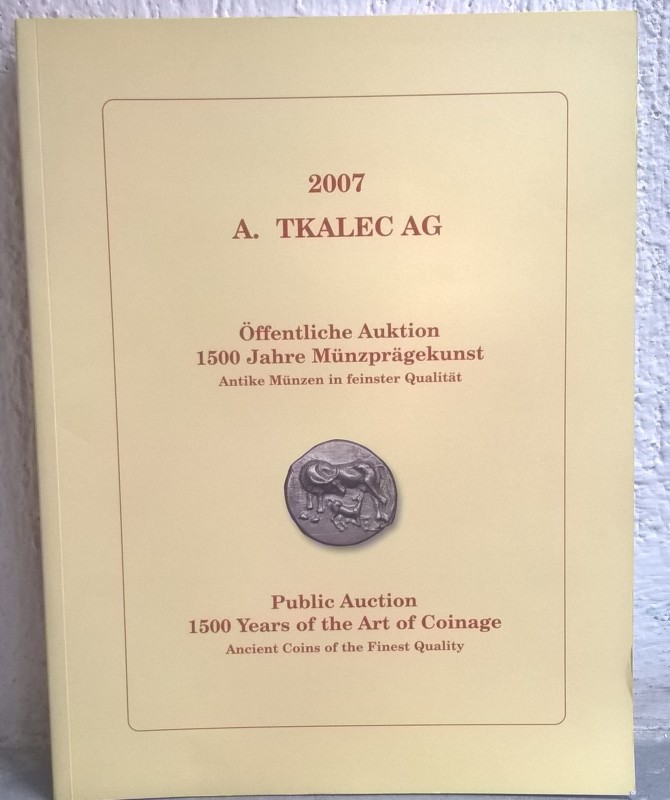 2007
A. TKALEC AG
Öffentliche Auktion
1500 Jahre Münzprägekunst
Antike Münzen in feinster Qualität
Public Auction
1500 Years of the Art of Coinage
Ancient Coins of the Finest Quality